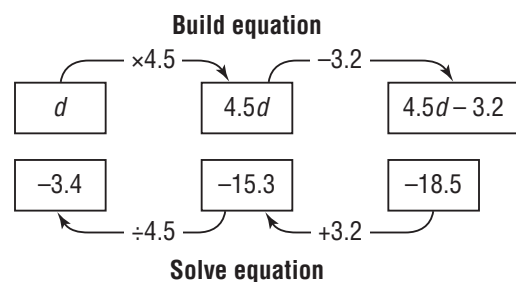 Build equation
×4.5 –3.2
d 4.5d 4.5d – 3.2
–3.4 –15.3 –18.5
÷4.5 +3.2
Solve equation